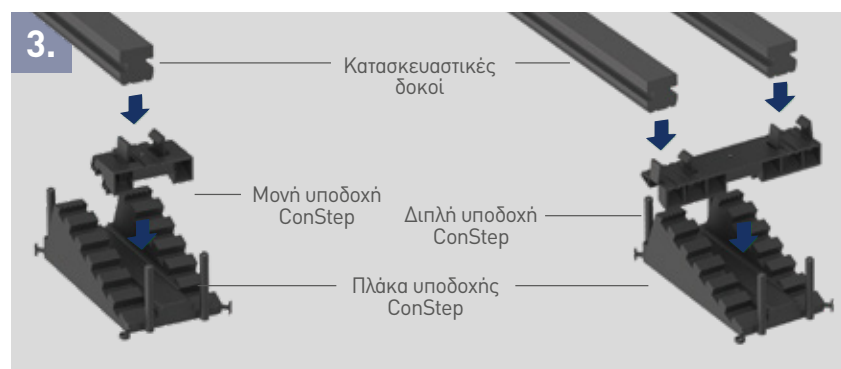 3.
Κατασκευαστικές
δοκοί
Μονή υποδοχή
ConStep
Διπλή υποδοχή
ConStep
Πλάκα υποδοχής
ConStep